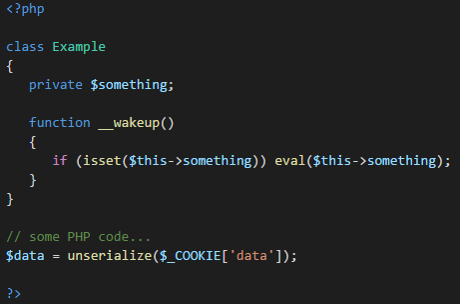 <?php
class Example
{
    private $something;
    function __wakeup()
    {
        if (isset($this->something)) eval($this->something);
    }
}
// some PHP code...
$data = unserialize($_COOKIE['data']);
?>